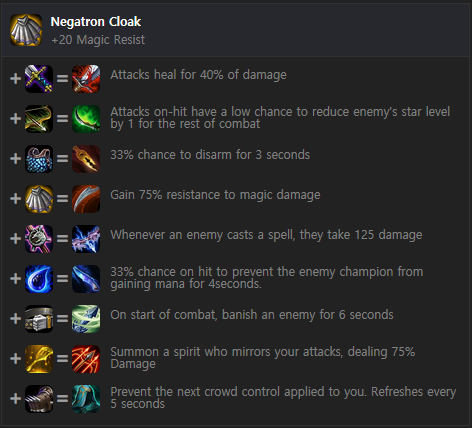 Negatron Cloak
+20 Magic Resist
+ = Attacks heal for 40% of damage
+ = Attacks on-hit have a low chance to reduce enemy's star level
by 1 for the rest of combat
+ = 33% chance to disarm for 3 seconds
+ = Gain 75% resistance to magic damage
+ = Whenever an enemy casts a spell, they take 125 damage
+ = 33% chance on hit to prevent the enemy champion from
gaining mana for 4seconds.
+ = On start of combat, banish an enemy for 6 seconds
+ = Summon a spirit who mirrors your attacks, dealing 75%
Damage
+ = Prevent the next crowd control applied to you. Refreshes every
5 seconds